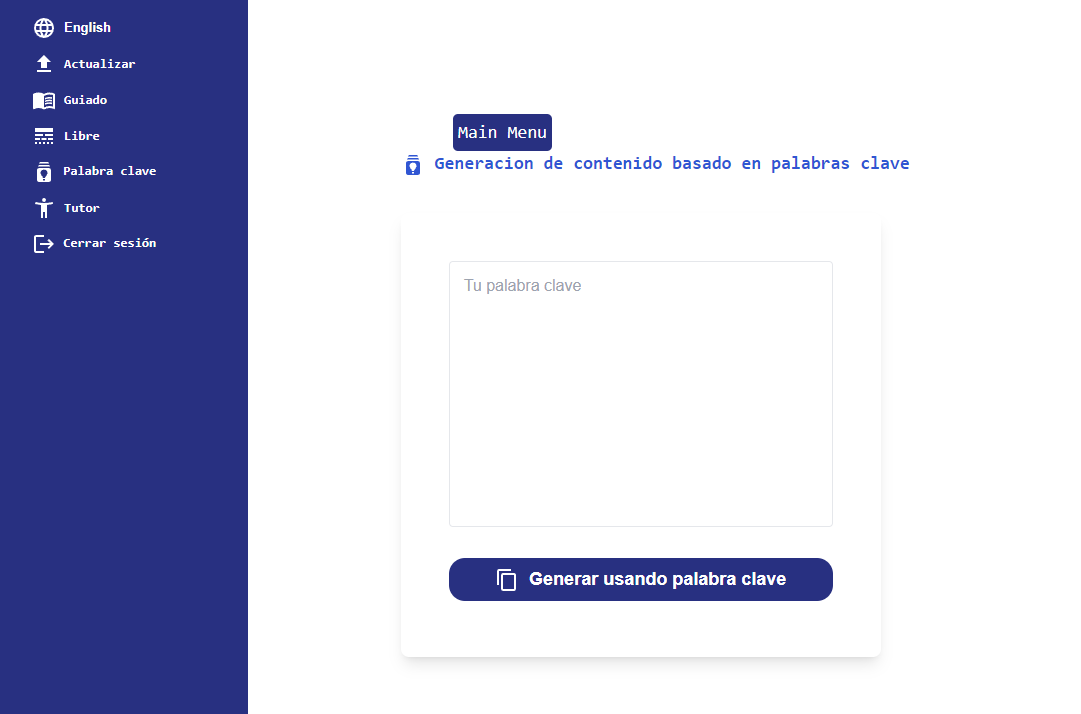 English
Actualizar
Guiado
Libre
Palabra clave
Tutor
Cerrar sesión
Main Menu
Generacion de contenido basado en palabras clave
Tu palabra clave
Generar usando palabra clave